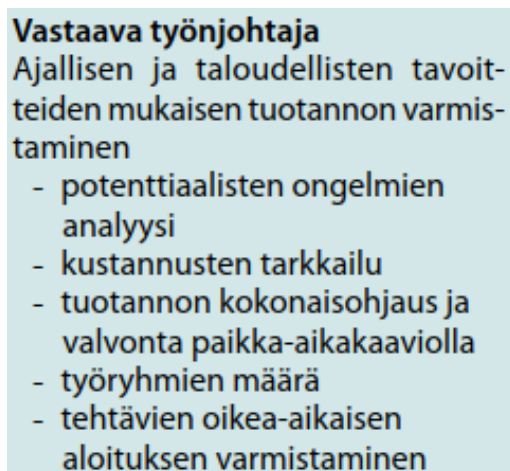 Vastaava työnjohtaja
Ajallisen ja taloudellisten tavoit-
teiden mukaisen tuotannon varmis-
taminen
- potenttiaalisten ongelmien
analyysi
- kustannusten tarkkailu
- tuotannon kokonaisohjaus ja
valvonta paikka-aikakaaviolla
- työryhmien määrä
- tehtävien oikea-aikaisen
aloituksen varmistaminen